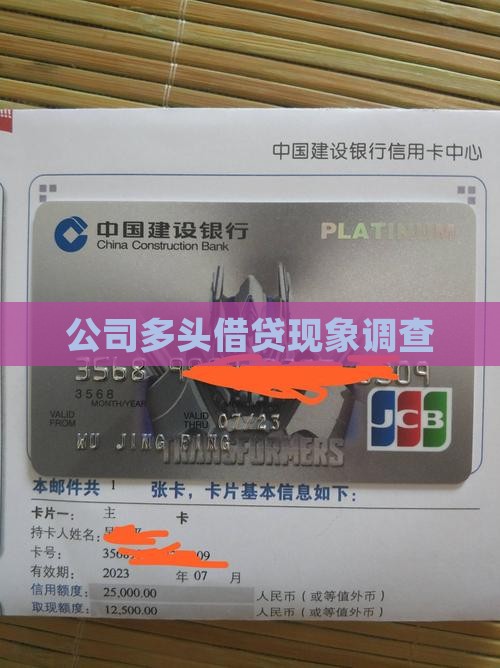 !!!
中国建设银行信用卡中心
中国建设银行 PLATINUM
China Construction Bank
公司多头借贷现象调查
3568 9 09
3568
MONTH/YEAR
VALID FROM VALID THRU 07/23
WU JING PING
TRANSFORMERS
JCB
本邮件共 1 张卡，卡片基本信息如下：
卡片一： 主 卡
持卡人姓名：
卡号： 3568 09
有效期： 2023 年 07 月
信用额度： 25,000.00 人民币（或等值外币）
取现额度： 12,500.00 人民币（或等值外币）